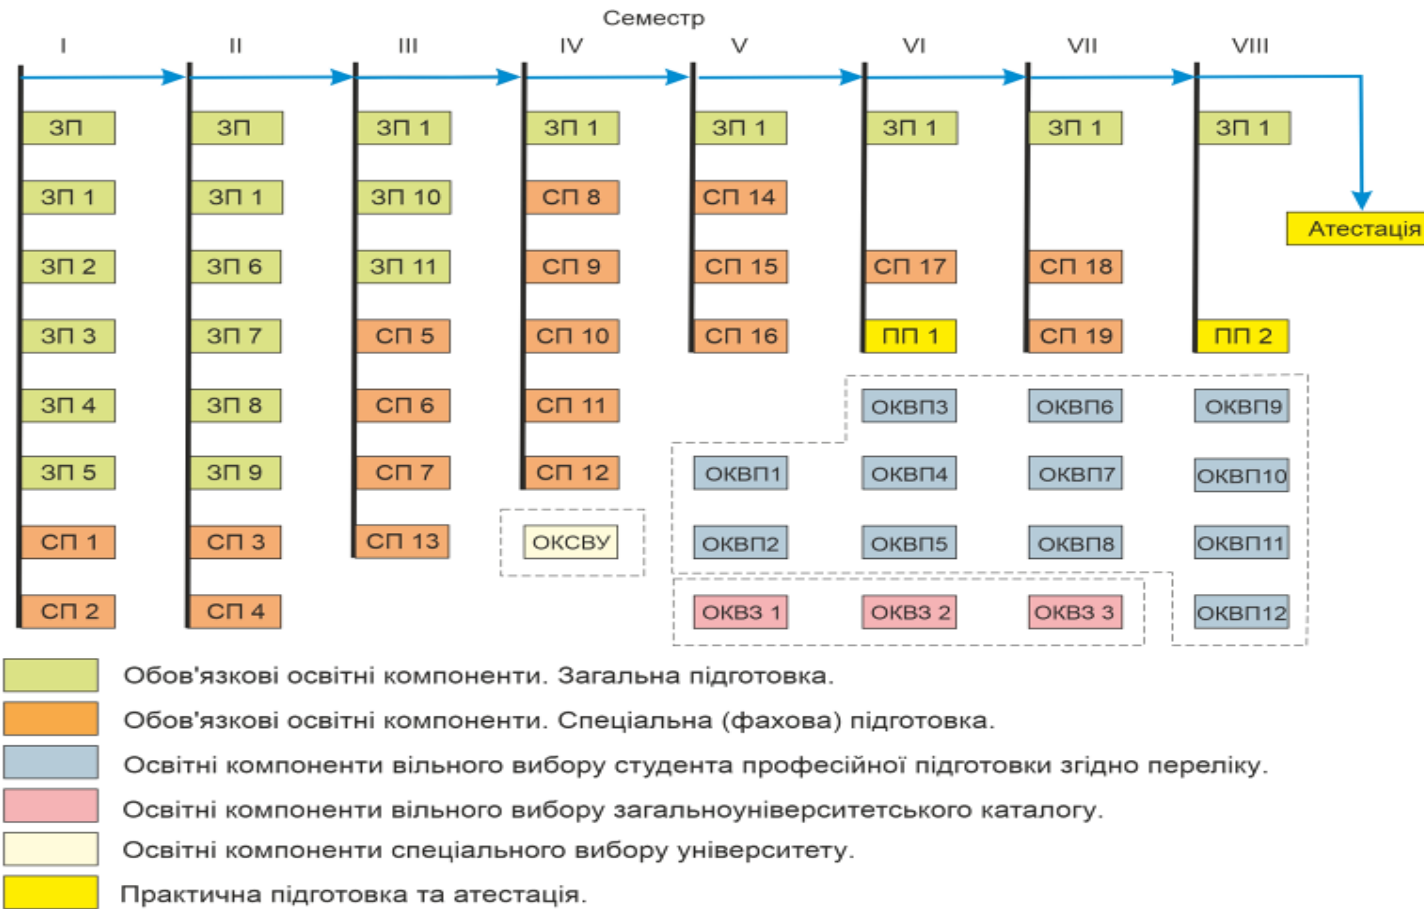 Семестр
I II III IV V VI VII VIII
ЗП ЗП ЗП 1 ЗП 1 ЗП 1 ЗП 1 ЗП 1 ЗП 1
ЗП 1 ЗП 1 ЗП 10 СП 8 СП 14
Атестація
ЗП 2 ЗП 6 ЗП 11 СП 9 СП 15 СП 17 СП 18
ЗП 3 ЗП 7 СП 5 СП 10 СП 16 ПП 1 СП 19 ПП 2
ЗП 4 ЗП 8 СП 6 СП 11 ОКВП3 ОКВП6 ОКВП9
ЗП 5 ЗП 9 СП 7 СП 12 ОКВП1 ОКВП4 ОКВП7 ОКВП10
СП 1 СП 3 СП 13 ОКСВУ ОКВП2 ОКВП5 ОКВП8 ОКВП11
СП 2 СП 4 ОКВЗ 1 ОКВЗ 2 ОКВЗ 3 ОКВП12
Обов'язкові освітні компоненти. Загальна підготовка.
Обов'язкові освітні компоненти. Спеціальна (фахова) підготовка.
Освітні компоненти вільного вибору студента професійної підготовки згідно переліку.
Освітні компоненти вільного вибору загальноуніверситетського каталогу.
Освітні компоненти спеціального вибору університету.
Практична підготовка та атестація.